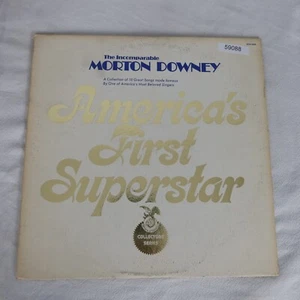 The Incomparable
MORTON DOWNEY
59088
A Collection of 10 Great Songs Made Famous
By One of America's Most Beloved Singers
America's
First
Superstar
COLLECTORS
SERIES